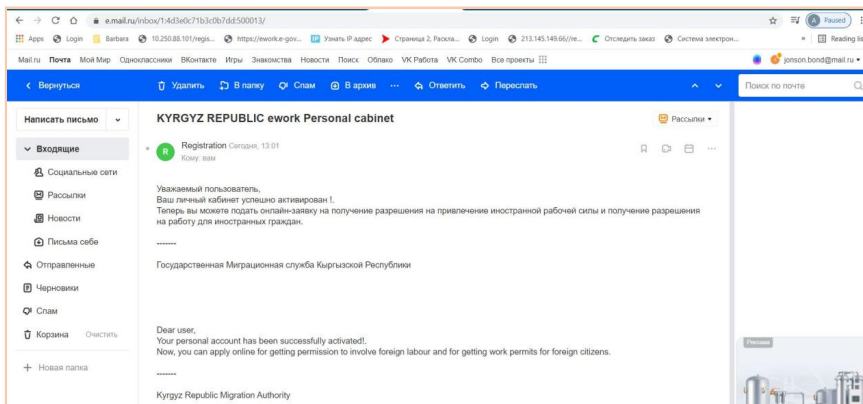 e.mail.ru/inbox/1:4d3e0c71b3c0b7dd:500013/
Paused
Apps Login Barbara 10.250.88.101/regis... https://ework.e-gov... Узнать IP адрес Страница 2, Раскла... Login 213.145.149.66//re... Отследить заказ Система электрон... » Reading lis
Mail.ru Почта Мой Мир Одноклассники ВКонтакте Игры Знакомства Новости Поиск Облако VK Работа VK Combo Все проекты jonson.bond@mail.ru
Вернуться Удалить В папку Спам В архив ... Ответить Переслать Поиск по почте
Написать письмо
KYRGYZ REPUBLIC ework Personal cabinet
Рассылки
Входящие
R
Registration Сегодня, 13:01
Кому: вам
Социальные сети
Рассылки
Новости
Письма себе
Отправленные
Черновики
Спам
Корзина Очистить
Новая папка
Уважаемый пользователь,
Ваш личный кабинет успешно активирован !.
Теперь вы можете подать онлайн-заявку на получение разрешения на привлечение иностранной рабочей силы и получение разрешения
на работу для иностранных граждан.
-------
Государственная Миграционная служба Кыргызской Республики
Dear user,
Your personal account has been successfully activated!.
Now, you can apply online for getting permission to involve foreign labour and for getting work permits for foreign citizens.
-------
Kyrgyz Republic Migration Authority
Реклама